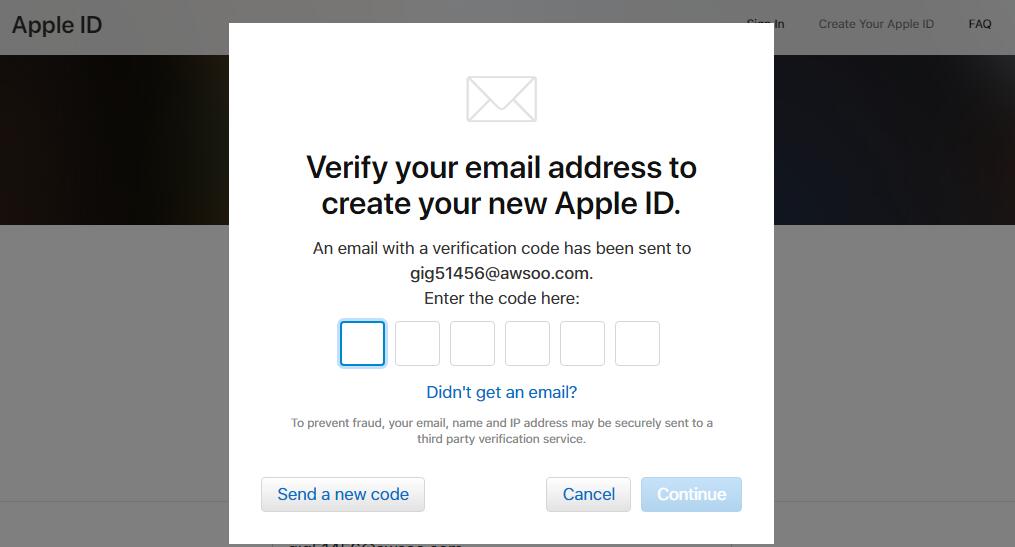 Apple ID
Sign In
Create Your Apple ID
FAQ
Verify your email address to
create your new Apple ID.
An email with a verification code has been sent to
gig51456@awsoo.com.
Enter the code here:
Didn't get an email?
To prevent fraud, your email, name and IP address may be securely sent to a
third party verification service.
Send a new code
Cancel
Continue